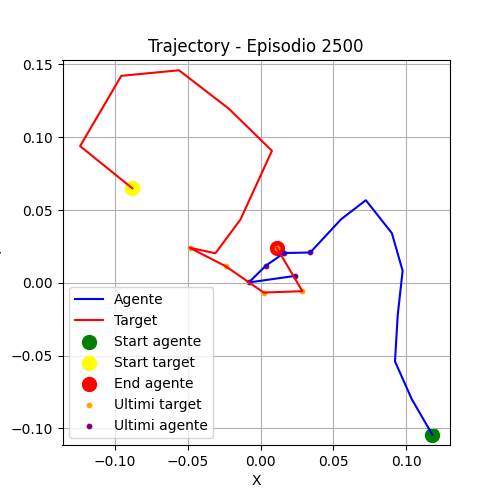 Trajectory - Episodio 2500
0.15
0.10
0.05
0.00
−0.05
−0.10
Agente
Target
Start agente
Start target
End agente
Ultimi target
Ultimi agente
−0.10 −0.05 0.00 0.05 0.10
X